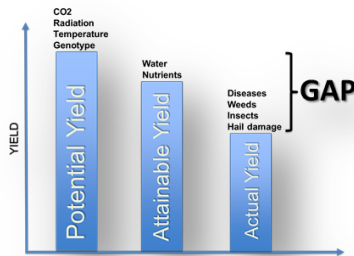 CO2
Radiation
Temperature
Genotype
Water
Nutrients
Diseases
Weeds
Insects
Hail damage
GAP
YIELD
Potential Yield
Attainable Yield
Actual Yield